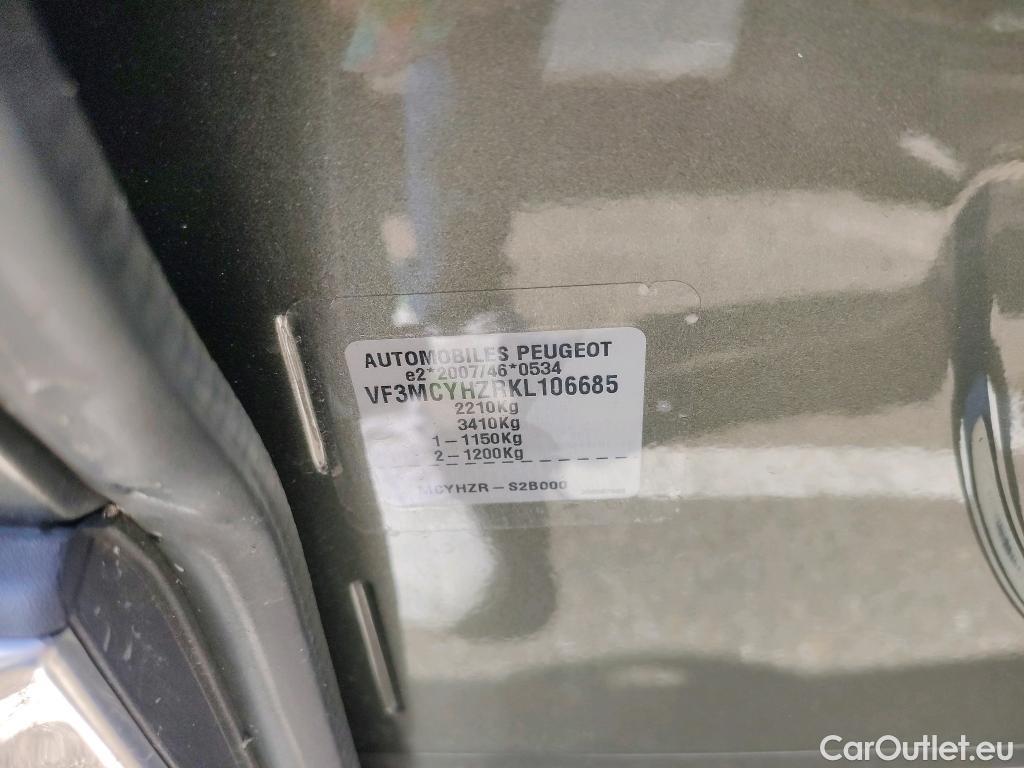 AUTOMOBILES PEUGEOT
e2*2007/46*0534
VF3MCYHZRKL106685
2210Kg
3410Kg
1-1150Kg
2-1200Kg
MCYHZR-S2B000
CarOutlet.eu